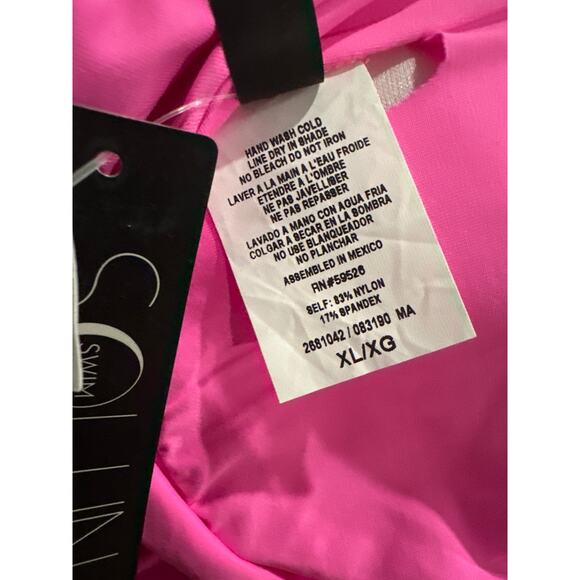 HAND WASH COLD
LINE DRY IN SHADE
NO BLEACH DO NOT IRON
LAVER A LA MAIN A L'EAU FROIDE
ETENDRE A L'OMBRE
NE PAS JAVELLISER
NE PAS REPASSER
LAVADO A MANO CON AGUA FRIA
COLGAR A SECAR EN LA SOMBRA
NO USE BLANQUEADOR
NO PLANCHAR
ASSEMBLED IN MEXICO
RN#59526
SELF: 83% NYLON
17% SPANDEX
2681042 / 083190 MA
XL/XG
SWIM